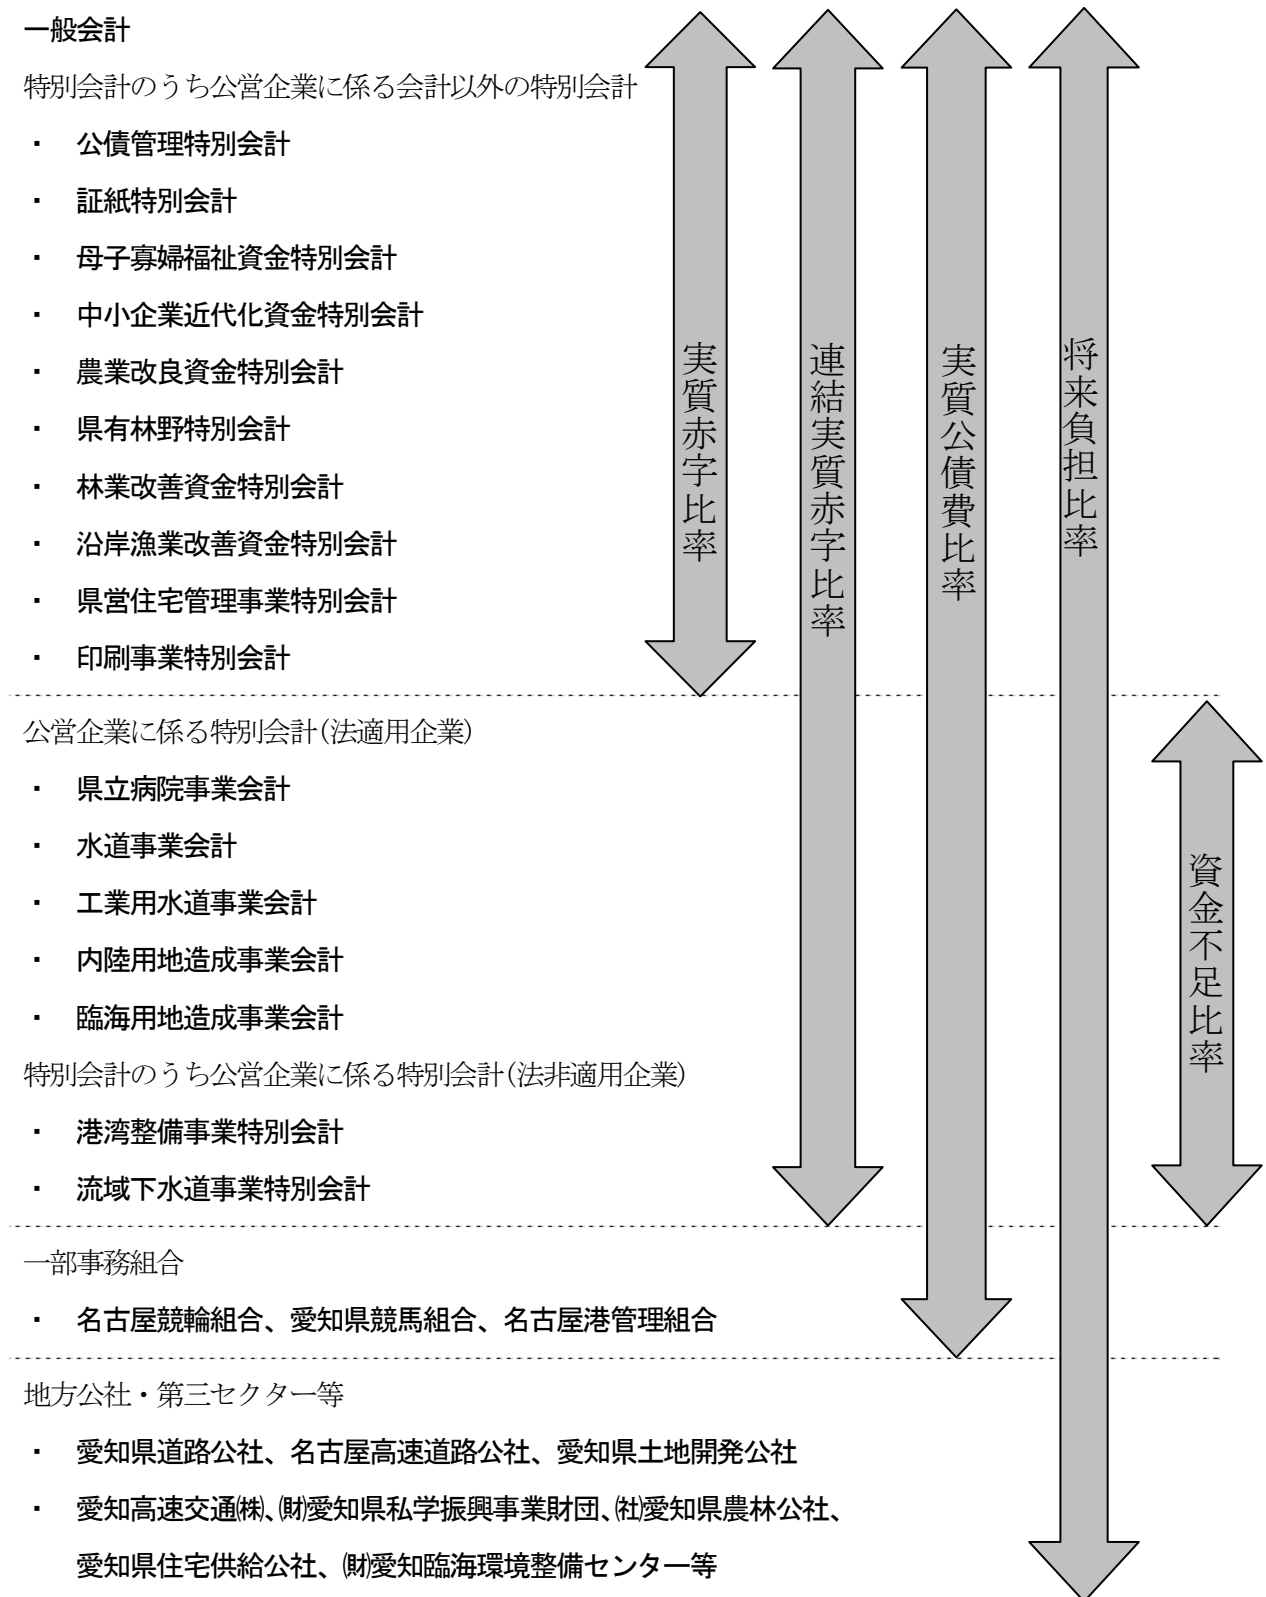 一般会計
特別会計のうち公営企業に係る会計以外の特別会計
・ 公債管理特別会計
・ 証紙特別会計
・ 母子寡婦福祉資金特別会計
・ 中小企業近代化資金特別会計
・ 農業改良資金特別会計
・ 県有林野特別会計
・ 林業改善資金特別会計
・ 沿岸漁業改善資金特別会計
・ 県営住宅管理事業特別会計
・ 印刷事業特別会計
実質赤字比率
連結実質赤字比率
実質公債費比率
将来負担比率
公営企業に係る特別会計(法適用企業)
・ 県立病院事業会計
・ 水道事業会計
・ 工業用水道事業会計
・ 内陸用地造成事業会計
・ 臨海用地造成事業会計
特別会計のうち公営企業に係る特別会計(法非適用企業)
・ 港湾整備事業特別会計
・ 流域下水道事業特別会計
資金不足比率
一部事務組合
・ 名古屋競輪組合、愛知県競馬組合、名古屋港管理組合
地方公社・第三セクター等
・ 愛知県道路公社、名古屋高速道路公社、愛知県土地開発公社
・ 愛知高速交通㈱、㈶愛知県私学振興事業財団、㈳愛知県農林公社、
愛知県住宅供給公社、㈶愛知臨海環境整備センター等